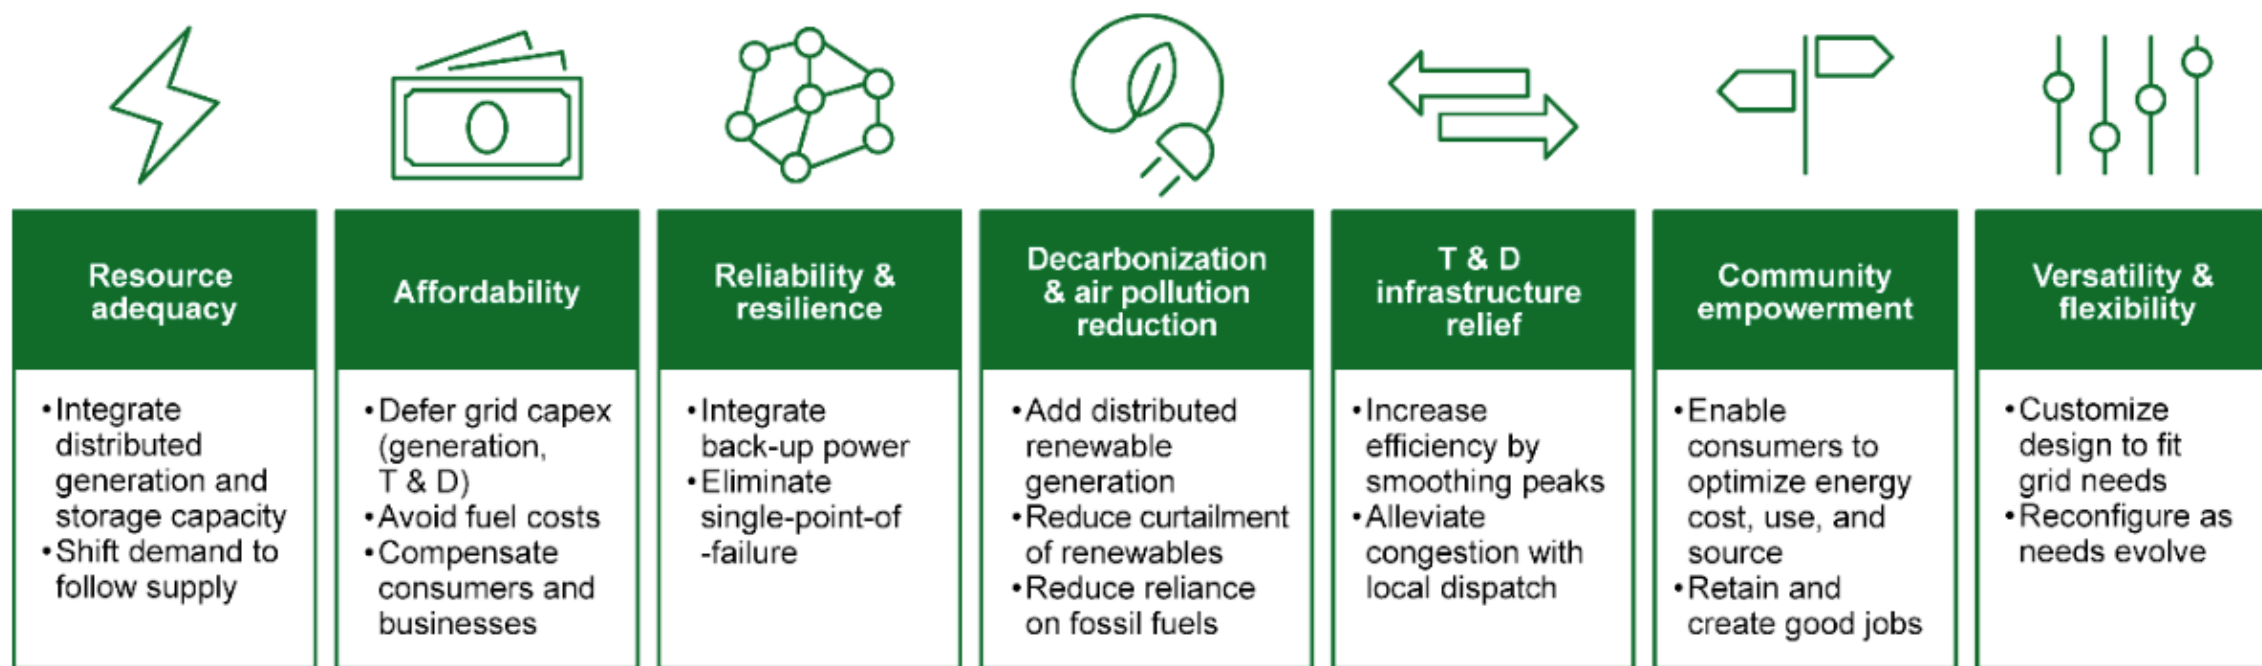 Resource
adequacy
•Integrate
distributed
generation and
storage capacity
•Shift demand to
follow supply
Affordability
•Defer grid capex
(generation,
T & D)
•Avoid fuel costs
•Compensate
consumers and
businesses
Reliability &
resilience
•Integrate
back-up power
•Eliminate
single-point-of
-failure
Decarbonization
& air pollution
reduction
•Add distributed
renewable
generation
•Reduce curtailment
of renewables
•Reduce reliance
on fossil fuels
T & D
infrastructure
relief
•Increase
efficiency by
smoothing peaks
•Alleviate
congestion with
local dispatch
Community
empowerment
•Enable
consumers to
optimize energy
cost, use, and
source
•Retain and
create good jobs
Versatility &
flexibility
•Customize
design to fit
grid needs
•Reconfigure as
needs evolve